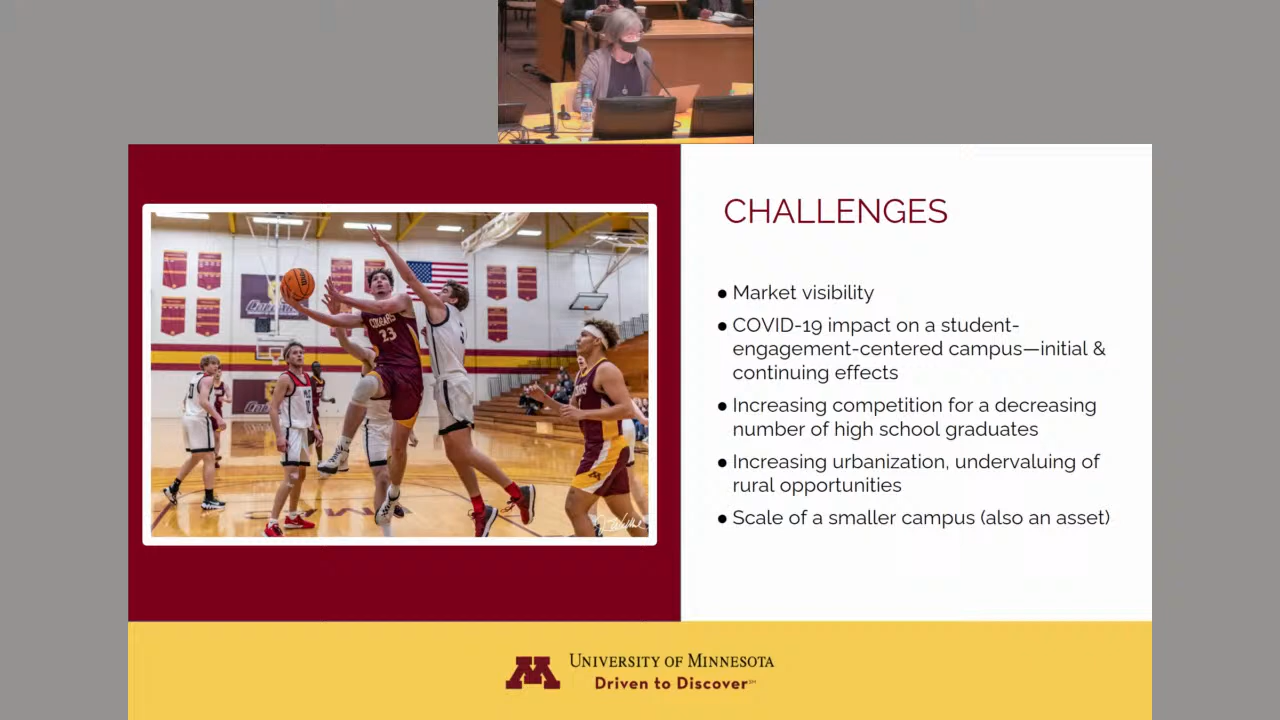 CHALLENGES
● Market visibility
● COVID-19 impact on a student-
engagement-centered campus—initial &
continuing effects
● Increasing competition for a decreasing
number of high school graduates
● Increasing urbanization, undervaluing of
rural opportunities
● Scale of a smaller campus (also an asset)
COUGARS
23
UNIVERSITY OF MINNESOTA
Driven to Discover℠